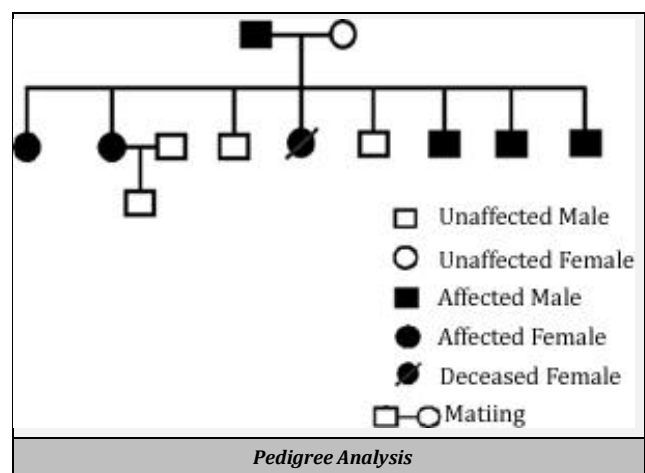 Unaffected Male
Unaffected Female
Affected Male
Affected Female
Deceased Female
Matiing
Pedigree Analysis